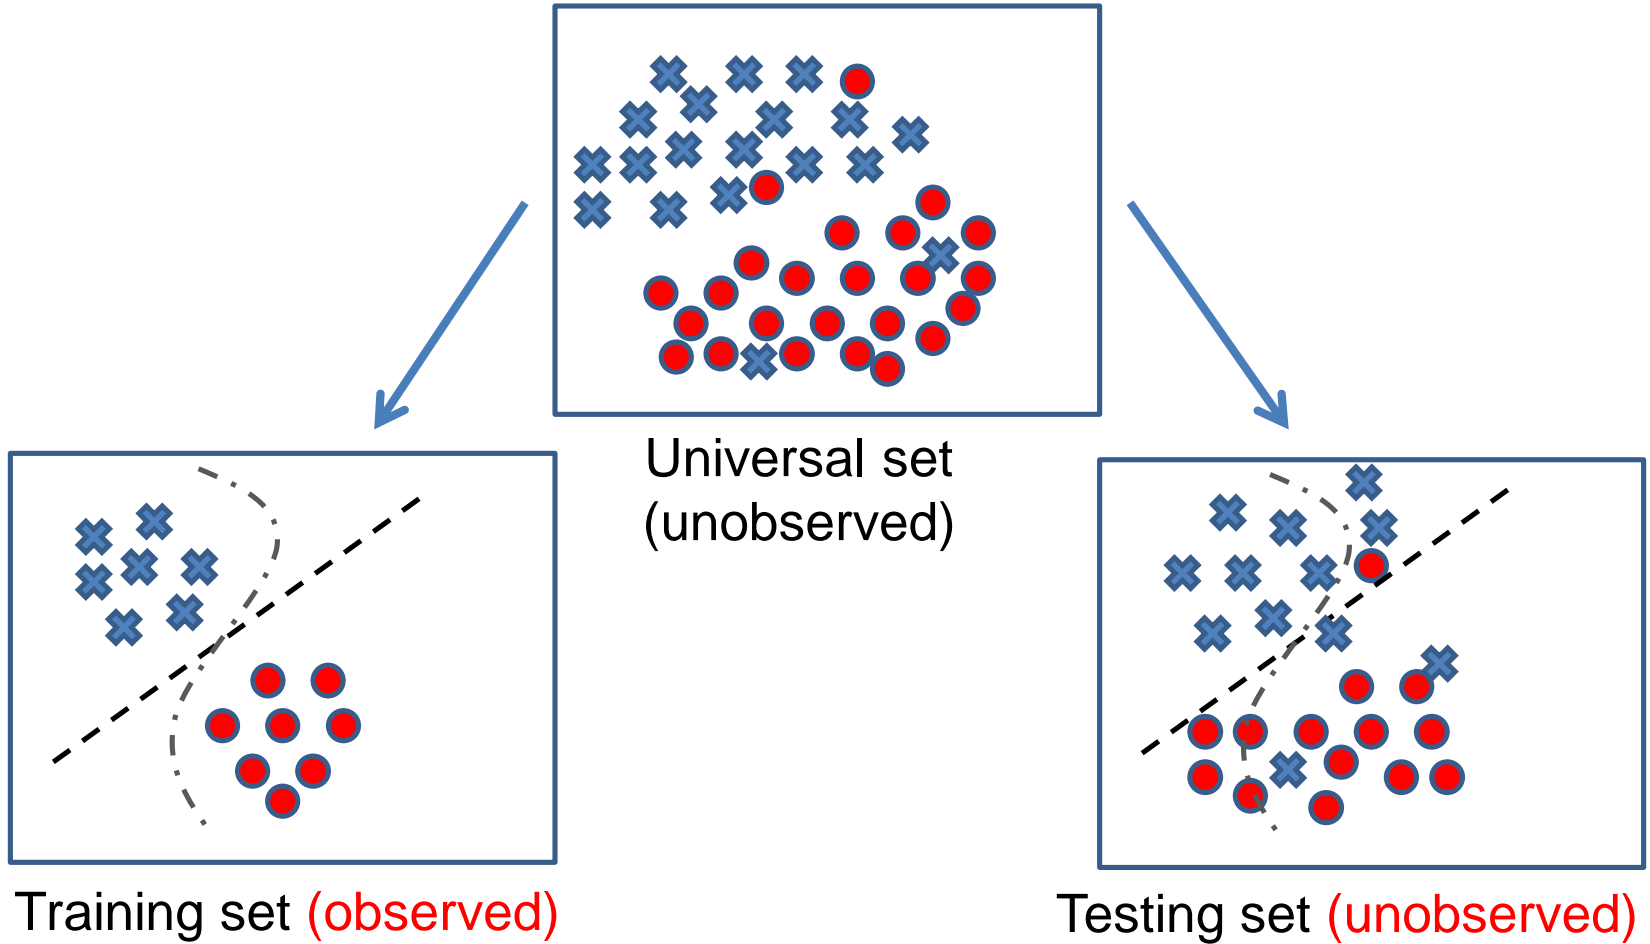 Universal set
(unobserved)
Training set (observed)
Testing set (unobserved)